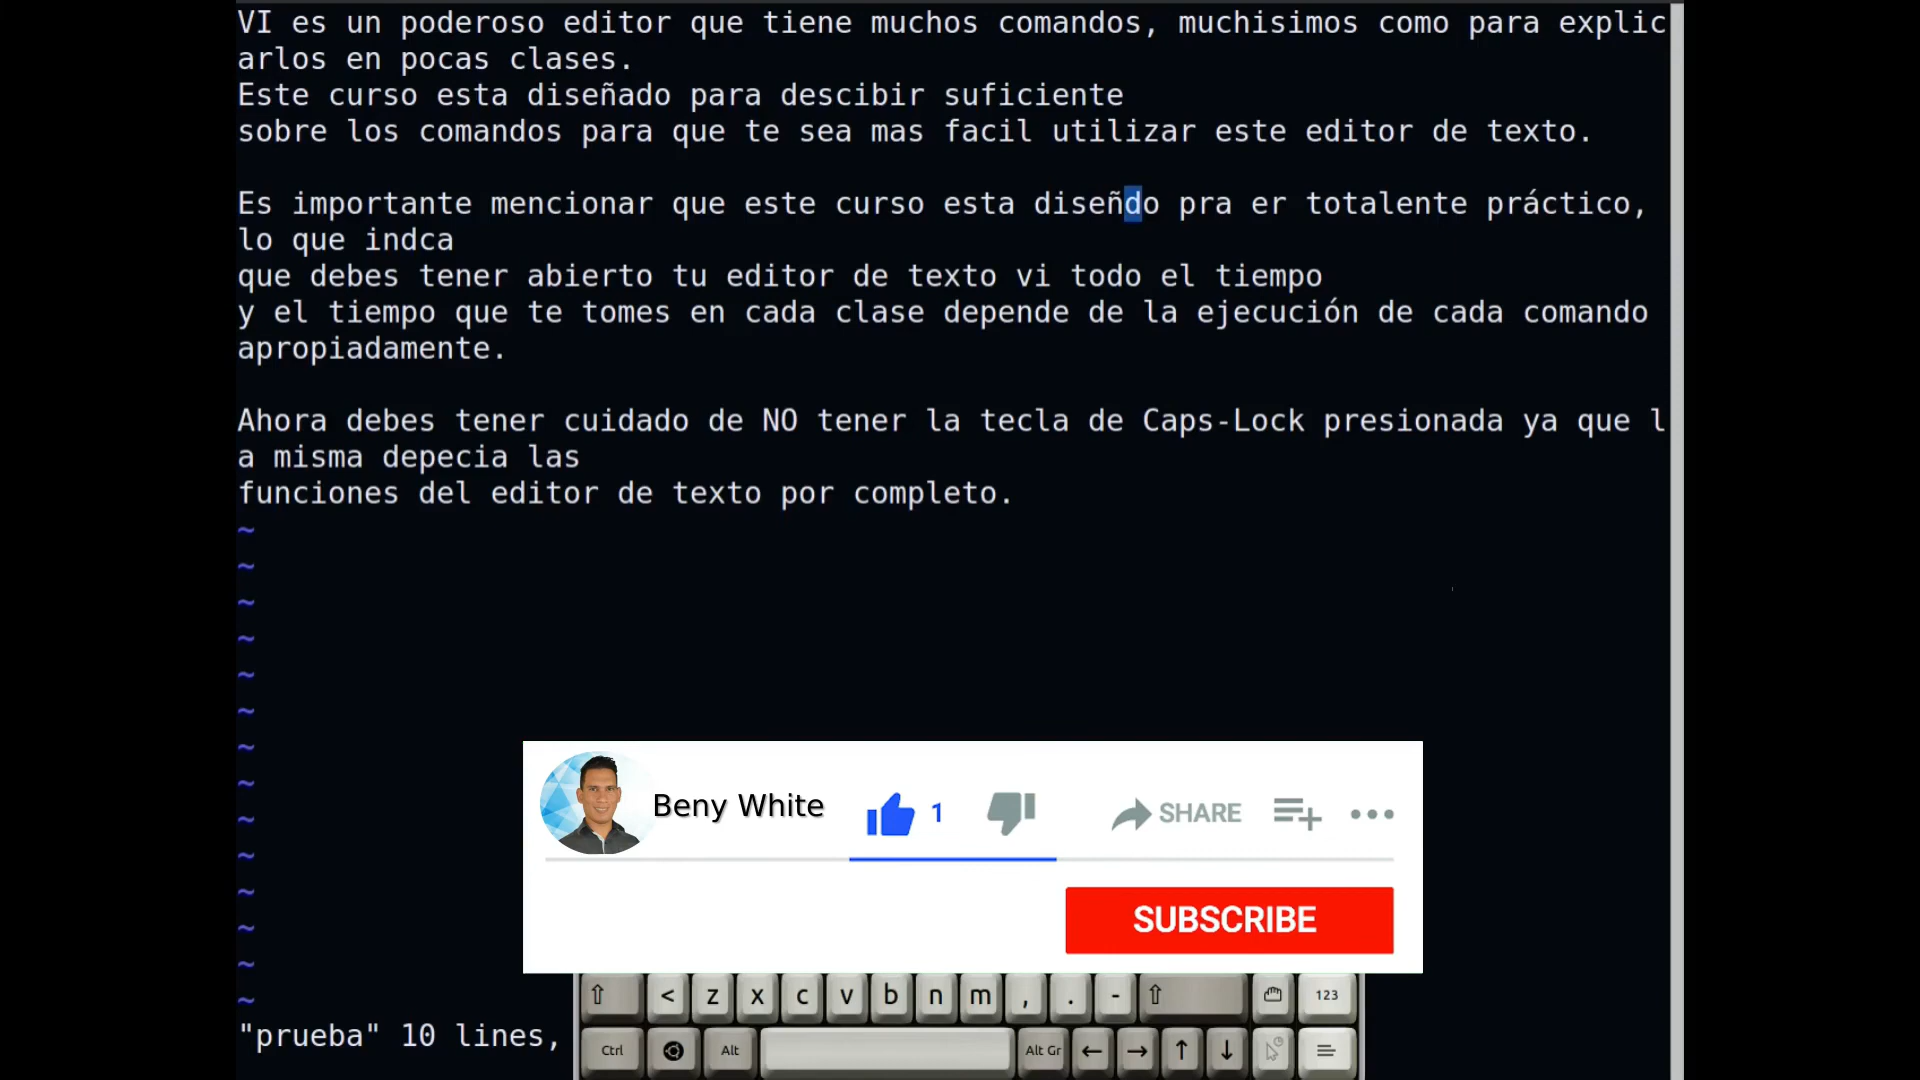 VI es un poderoso editor que tiene muchos comandos, muchisimos como para explic
arlos en pocas clases.
Este curso esta diseñado para descibir suficiente
sobre los comandos para que te sea mas facil utilizar este editor de texto.
Es importante mencionar que este curso esta diseñdo pra er totalente práctico,
lo que indca
que debes tener abierto tu editor de texto vi todo el tiempo
y el tiempo que te tomes en cada clase depende de la ejecución de cada comando
apropiadamente.
Ahora debes tener cuidado de NO tener la tecla de Caps-Lock presionada ya que l
a misma depecia las
funciones del editor de texto por completo.
~
~
~
~
~
~
~
~
~
~
~
~
~
~
Beny White 1 SHARE
SUBSCRIBE
< z x c v b n m , . - 123
"prueba" 10 lines,
Ctrl Alt Alt Gr ← → ↑ ↓